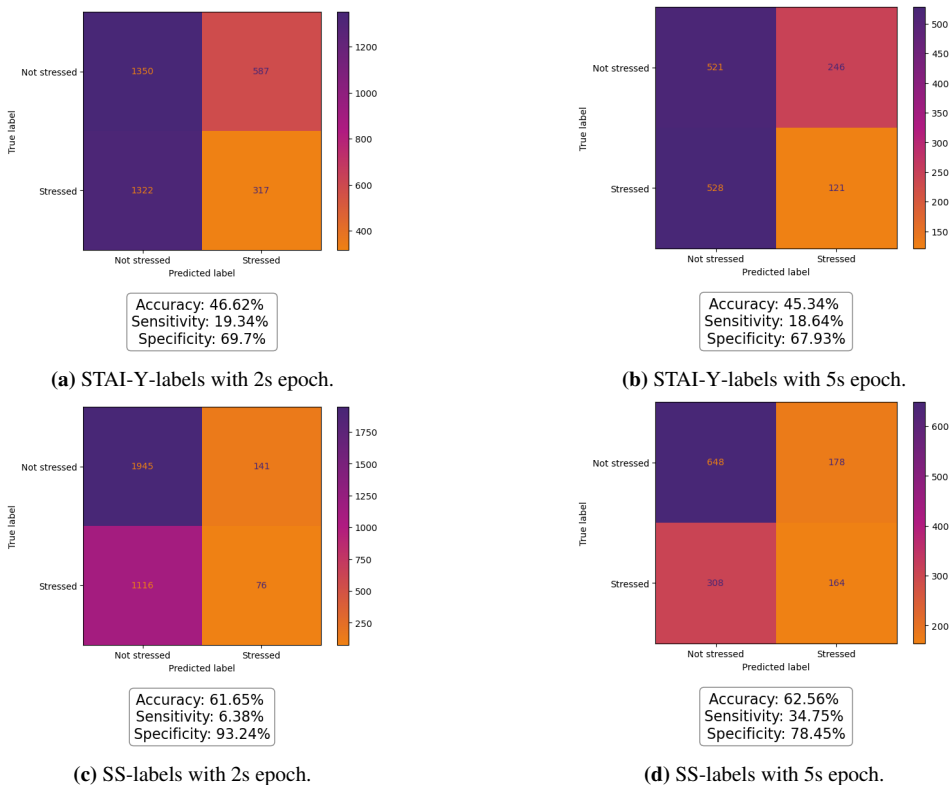 Not stressed
1350
587
1200
1000
True label
800
600
Stressed
1322
317
400
Not stressed
Stressed
Predicted label
Accuracy: 46.62%
Sensitivity: 19.34%
Specificity: 69.7%
(a) STAI-Y-labels with 2s epoch.
500
450
Not stressed
521
246
400
350
True label
300
250
Stressed
528
121
200
150
Not stressed
Stressed
Predicted label
Accuracy: 45.34%
Sensitivity: 18.64%
Specificity: 67.93%
(b) STAI-Y-labels with 5s epoch.
1750
Not stressed
1945
141
1500
1250
True label
1000
750
Stressed
1116
76
500
250
Not stressed
Stressed
Predicted label
Accuracy: 61.65%
Sensitivity: 6.38%
Specificity: 93.24%
(c) SS-labels with 2s epoch.
600
Not stressed
648
178
500
True label
400
Stressed
308
164
300
200
Not stressed
Stressed
Predicted label
Accuracy: 62.56%
Sensitivity: 34.75%
Specificity: 78.45%
(d) SS-labels with 5s epoch.